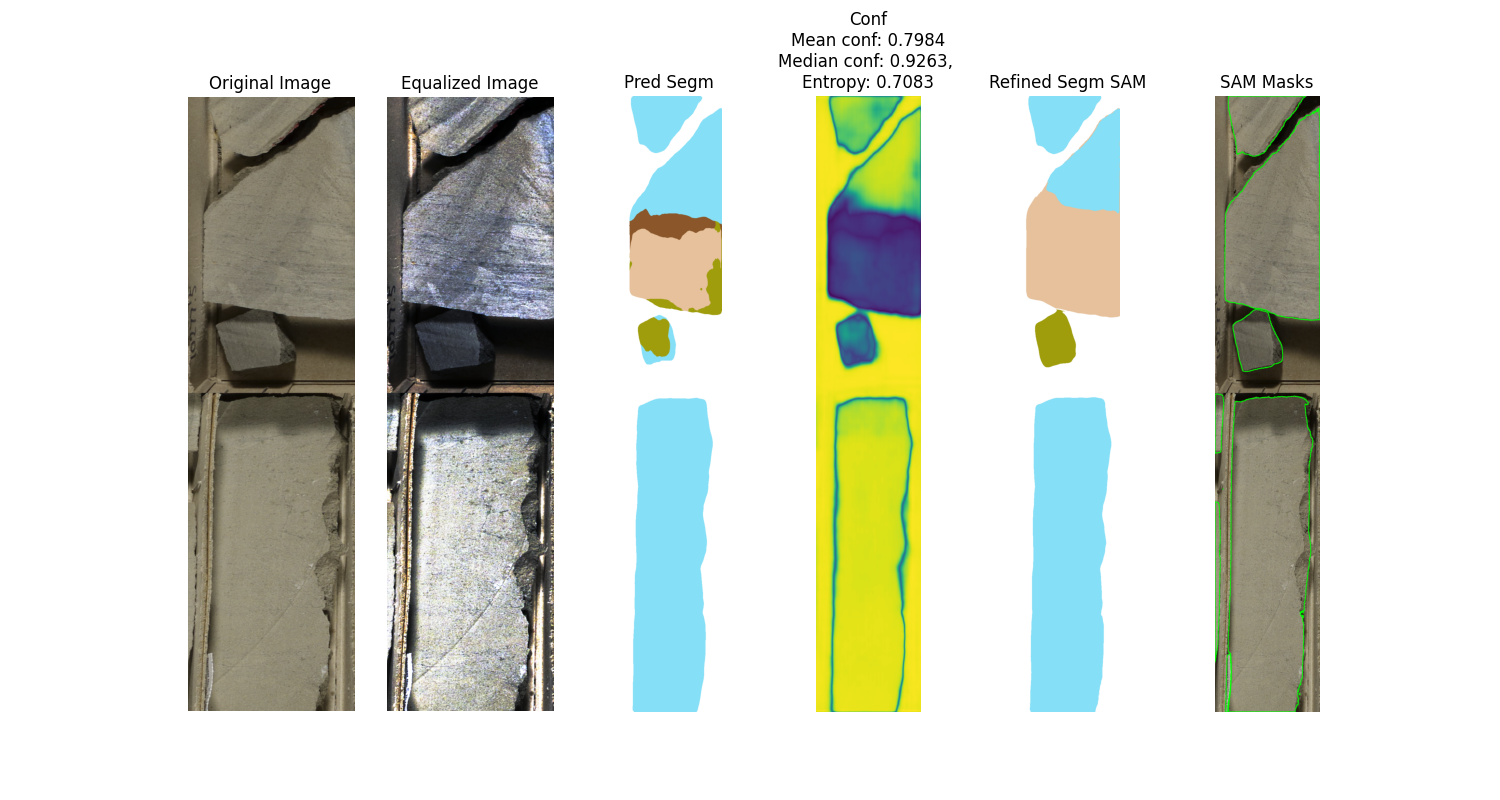 Conf
Mean conf: 0.7984
Median conf: 0.9263,
Entropy: 0.7083
Original Image
Equalized Image
Pred Segm
Refined Segm SAM
SAM Masks